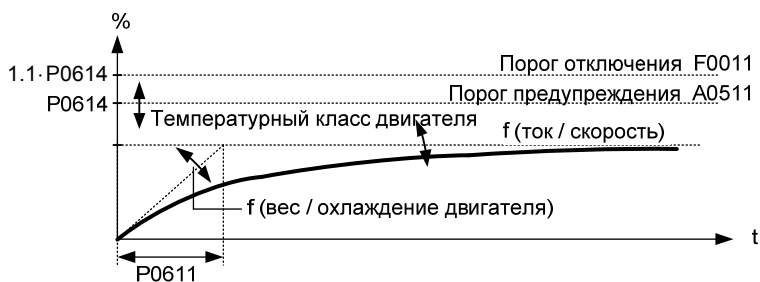 %
Порог отключения F0011
1.1·P0614
Порог предупреждения A0511
P0614
Температурный класс двигателя
f (ток / скорость)
f (вес / охлаждение двигателя)
t
P0611